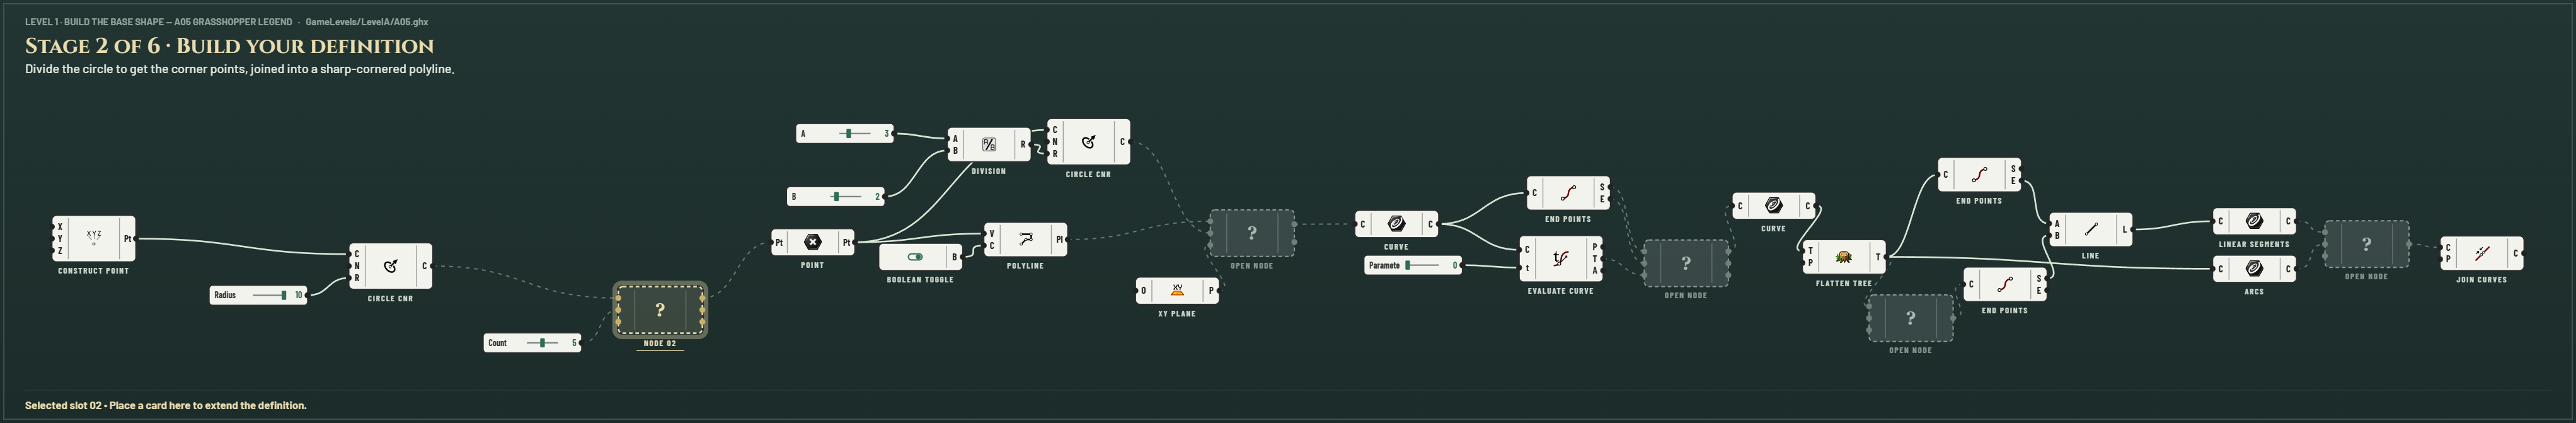 LEVEL 1 · BUILD THE BASE SHAPE — A05 GRASSHOPPER LEGEND · GameLevels/LevelA/A05.ghx
STAGE 2 OF 6 · BUILD YOUR DEFINITION
Divide the circle to get the corner points, joined into a sharp-cornered polyline.
X
Y
Z
XYZ
Pt
CONSTRUCT POINT
Radius 10
C
N
R
C
CIRCLE CNR
Count 5
?
NODE 02
A 3
B 2
A
B
A/B
R
DIVISION
C
N
R
C
CIRCLE CNR
Pt
Pt
POINT
B
BOOLEAN TOGGLE
V
C
Pl
POLYLINE
O
XY
P
XY PLANE
?
OPEN NODE
C
C
CURVE
Paramete 0
C
S
E
END POINTS
C
t
t
P
T
A
EVALUATE CURVE
?
OPEN NODE
C
C
CURVE
T
P
T
FLATTEN TREE
?
OPEN NODE
C
S
E
END POINTS
C
S
E
END POINTS
A
B
L
LINE
C
C
LINEAR SEGMENTS
C
C
ARCS
?
OPEN NODE
C
P
C
JOIN CURVES
Selected slot 02 • Place a card here to extend the definition.